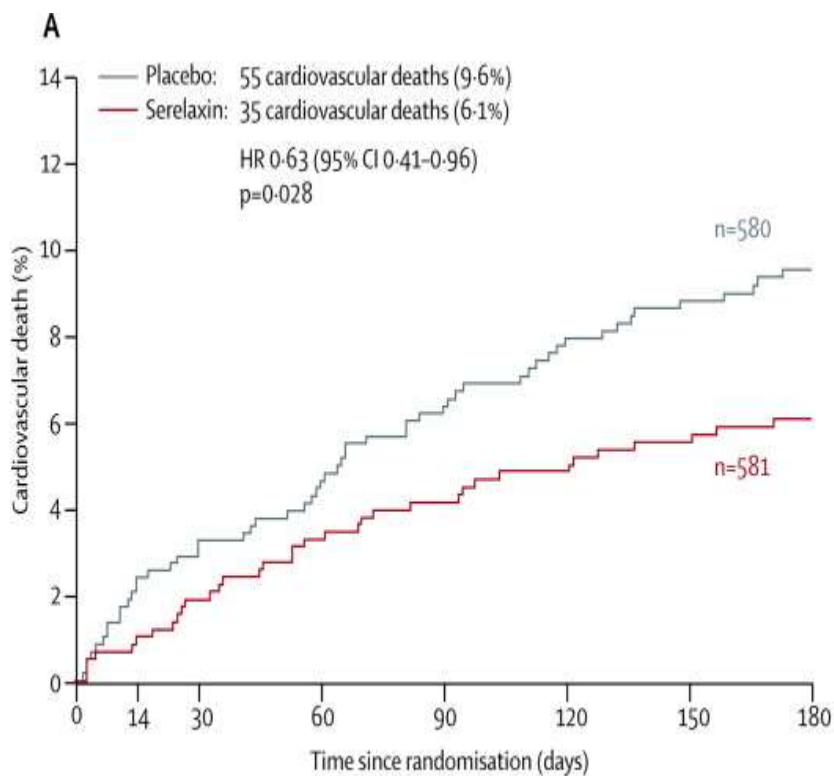 A
14
Placebo: 55 cardiovascular deaths (9·6%)
Serelaxin: 35 cardiovascular deaths (6·1%)
HR 0·63 (95% CI 0·41–0·96)
p=0·028
12
10
8
6
4
2
0
Cardiovascular death (%)
n=580
n=581
0 14 30 60 90 120 150 180
Time since randomisation (days)